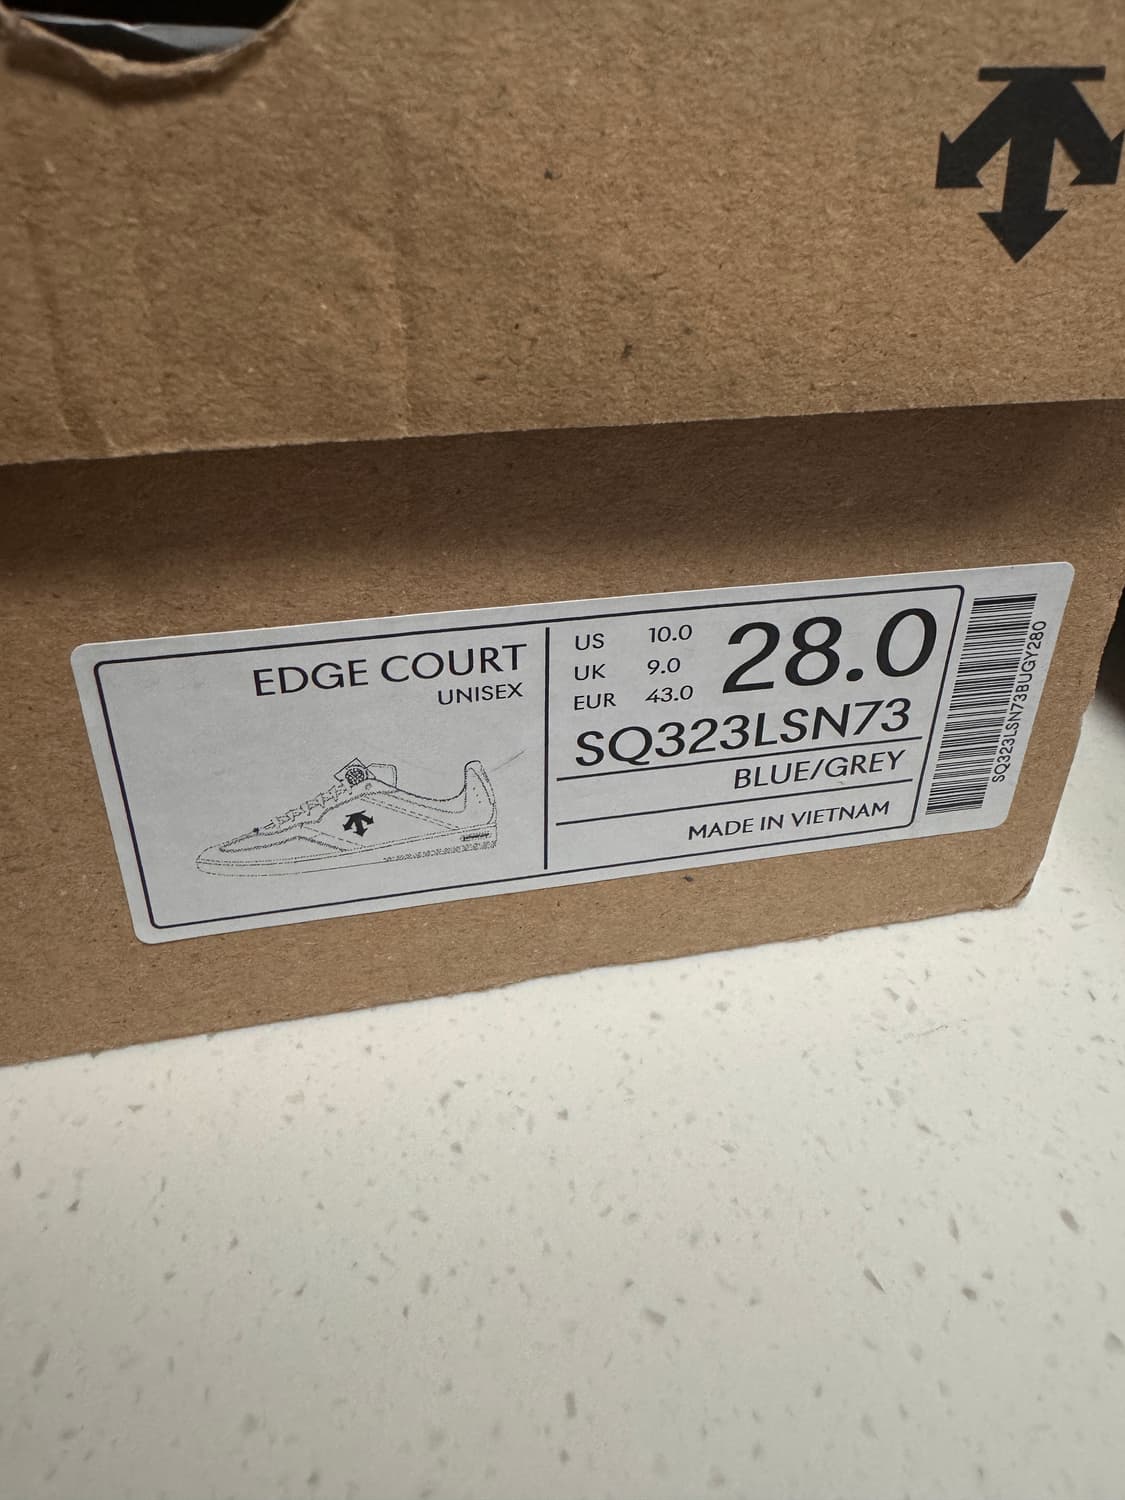 EDGE COURT
UNISEX
US 10.0
UK 9.0
EUR 43.0
28.0
SQ323LSN73
BLUE/GREY
MADE IN VIETNAM
SQ323LSN73BUGY280